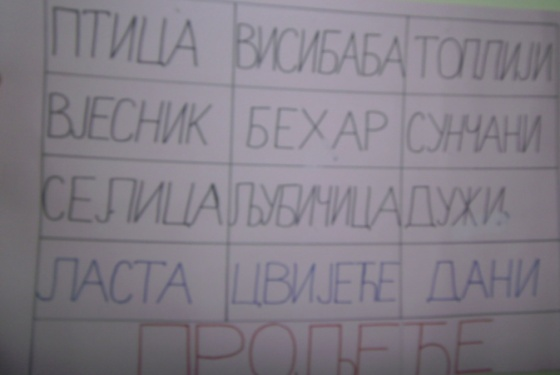 ПТИЦА ВИСИБАБА ТОПЛИЈИ
ВЈЕСНИК БЕХАР СУНЧАНИ
СЕЛИЦА ЉУБИЧИЦА ДУЖИ
ЛАСТА ЦВИЈЕЋЕ ДАНИ
ПРОЉЕЋЕ